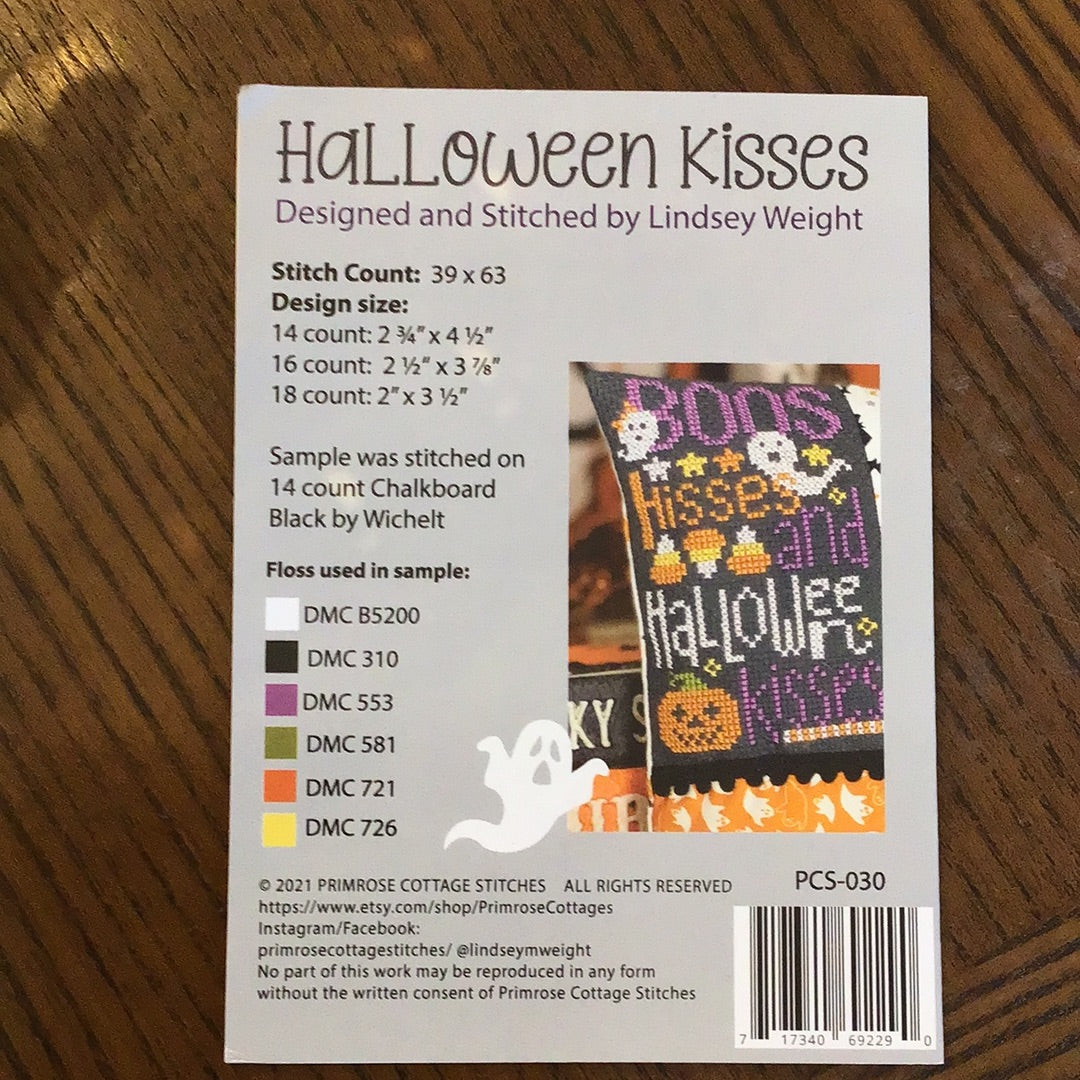 HaLLoween Kisses
Designed and Stitched by Lindsey Weight
Stitch Count: 39 x 63
Design size:
14 count: 2 ¾" x 4 ½"
16 count: 2 ½" x 3 ⅞"
18 count: 2" x 3 ½"
Sample was stitched on
14 count Chalkboard
Black by Wichelt
Floss used in sample:
DMC B5200
DMC 310
DMC 553
DMC 581
DMC 721
DMC 726
BOOS
kisses
and
HaLLOWeen
kisses
KY S
© 2021 PRIMROSE COTTAGE STITCHES ALL RIGHTS RESERVED
https://www.etsy.com/shop/PrimroseCottages
Instagram/Facebook:
primrosecottagestitches/ @lindseymweight
No part of this work may be reproduced in any form
without the written consent of Primrose Cottage Stitches
PCS-030
7 17340 69229 0